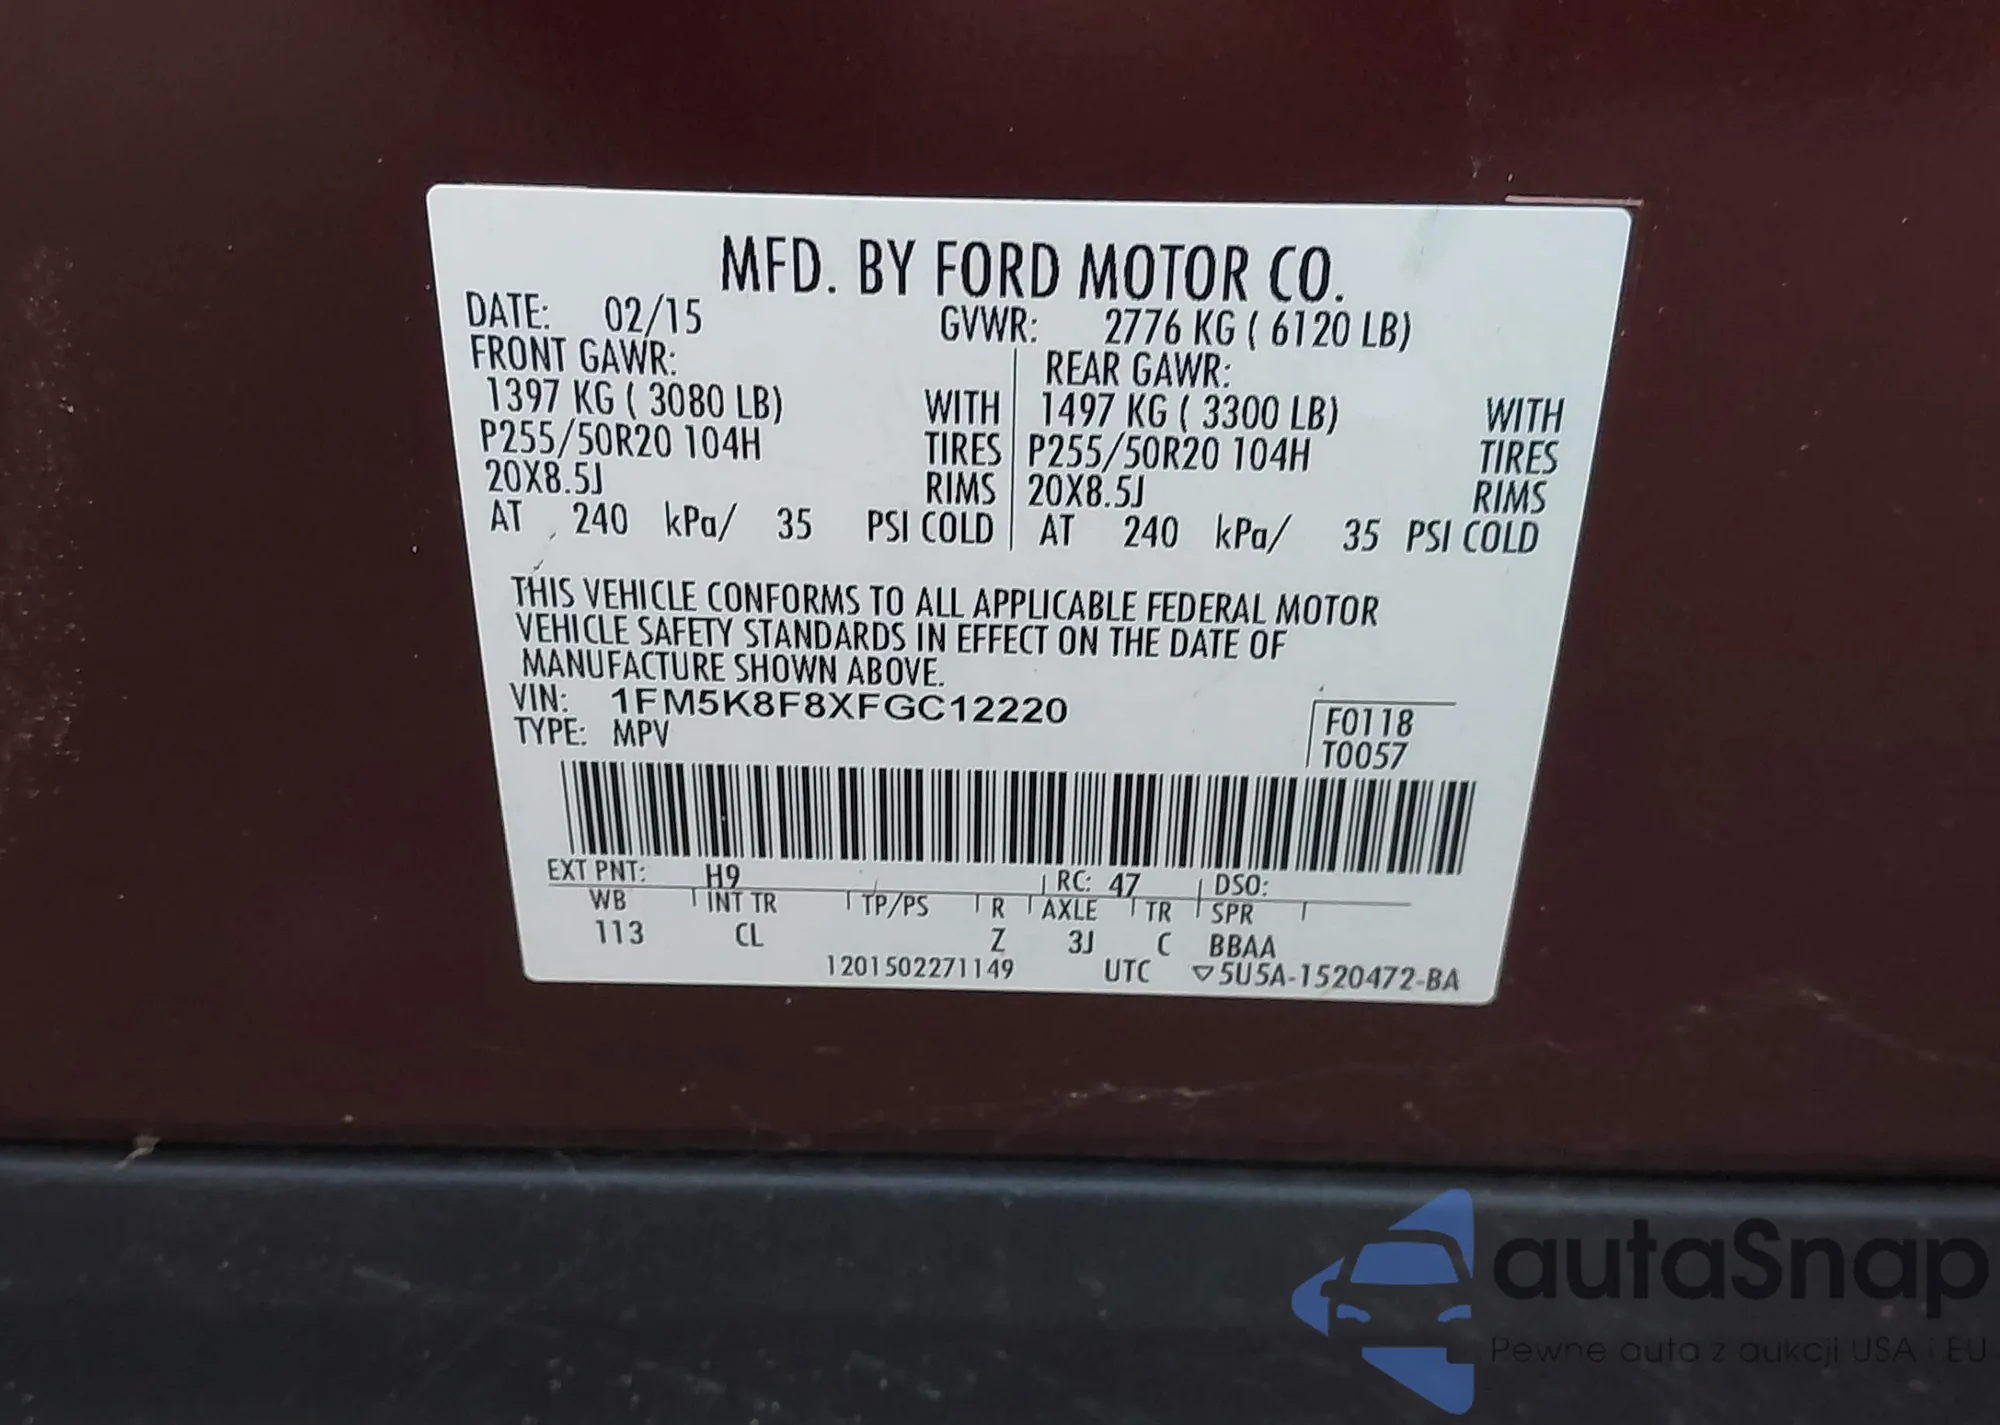 MFD. BY FORD MOTOR CO.
DATE: 02/15 GVWR: 2776 KG ( 6120 LB)
FRONT GAWR: REAR GAWR:
1397 KG ( 3080 LB) WITH 1497 KG ( 3300 LB) WITH
P255/50R20 104H TIRES P255/50R20 104H TIRES
20X8.5J RIMS 20X8.5J RIMS
AT 240 kPa/ 35 PSI COLD AT 240 kPa/ 35 PSI COLD
THIS VEHICLE CONFORMS TO ALL APPLICABLE FEDERAL MOTOR
VEHICLE SAFETY STANDARDS IN EFFECT ON THE DATE OF
MANUFACTURE SHOWN ABOVE.
VIN: 1FM5K8F8XFGC12220 F0118
TYPE: MPV T0057
EXT PNT: H9 RC: 47 DSO:
WB INT TR TP/PS R AXLE TR SPR
113 CL Z 3J C BBAA
1201502271149 UTC ▽5U5A-1520472-BA
autaSnap
Pewne auta z aukcji USA i EU